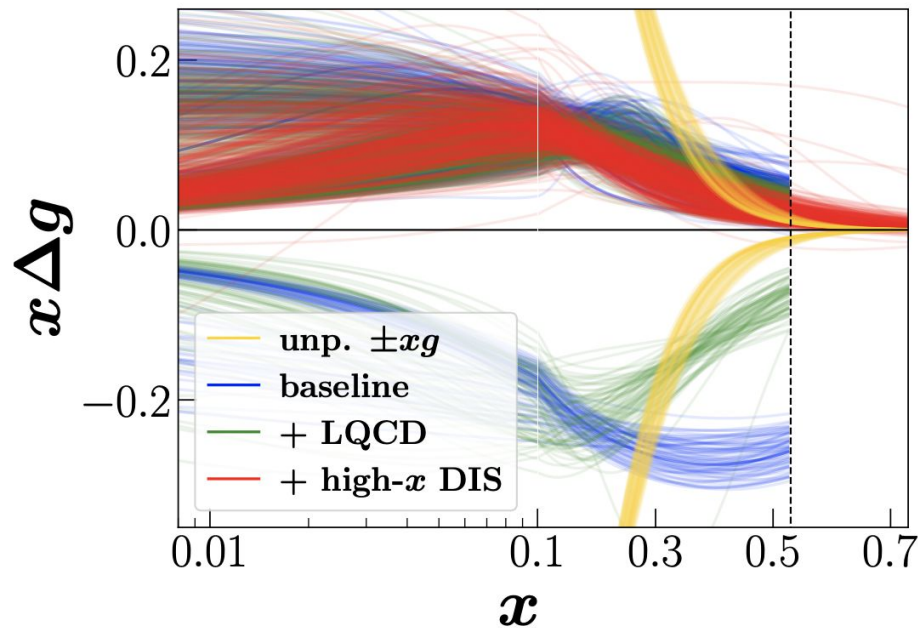 0.2
0.0
−0.2
x∆g
unp. ±xg
baseline
+ LQCD
+ high-x DIS
0.01 0.1 0.3 0.5 0.7
x